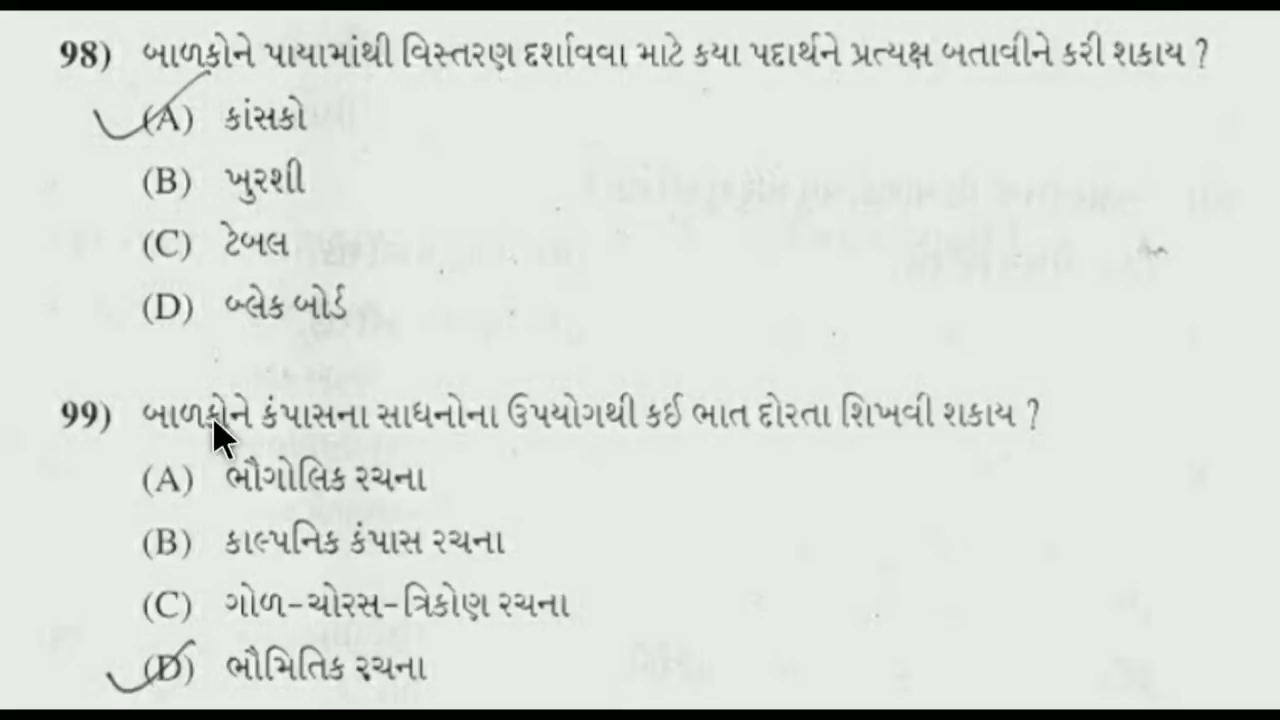 98) બાળકોને પાયામાંથી વિસ્તરણ દર્શાવવા માટે કયા પદાર્થને પ્રત્યક્ષ બતાવીને કરી શકાય ?
(A) કાંસકો
(B) ખુરશી
(C) ટેબલ
(D) બ્લેક બોર્ડ
99) બાળકોને કંપાસના સાધનોના ઉપયોગથી કઈ ભાત દોરતા શિખવી શકાય ?
(A) ભૌગોલિક રચના
(B) કાલ્પનિક કંપાસ રચના
(C) ગોળ-ચોરસ-ત્રિકોણ રચના
(D) ભૌમિતિક રચના